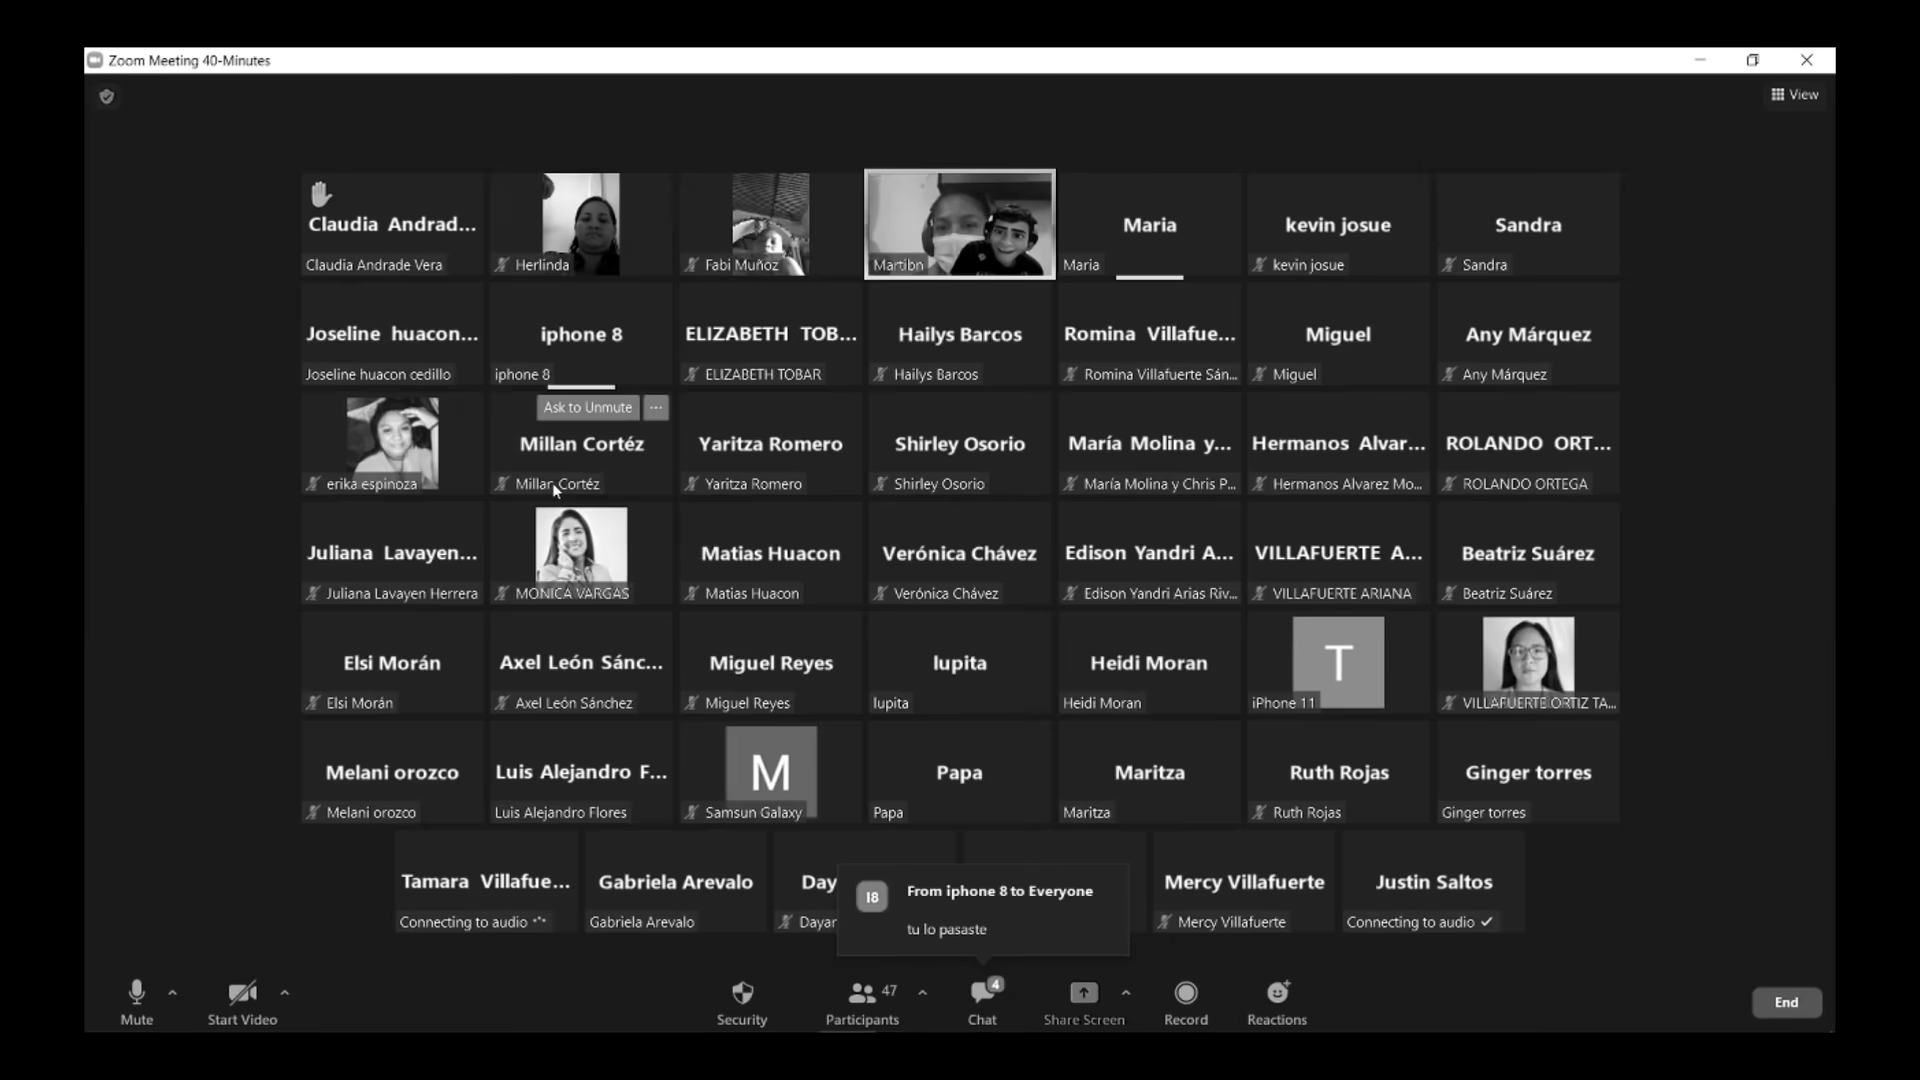 Zoom Meeting 40-Minutes
View
Claudia Andrad...
Claudia Andrade Vera
Herlinda
Fabi Muñoz
Martibn
Maria
Maria
kevin josue
kevin josue
Sandra
Sandra
Joseline huacon...
Joseline huacon cedillo
iphone 8
iphone 8
ELIZABETH TOB...
ELIZABETH TOBAR
Hailys Barcos
Hailys Barcos
Romina Villafue...
Romina Villafuerte Sán...
Miguel
Miguel
Any Márquez
Any Márquez
erika espinoza
Ask to Unmute ...
Millan Cortéz
Millan Cortéz
Yaritza Romero
Yaritza Romero
Shirley Osorio
Shirley Osorio
María Molina y...
María Molina y Chris P...
Hermanos Alvar...
Hermanos Alvarez Mo...
ROLANDO ORT...
ROLANDO ORTEGA
Juliana Lavayen...
Juliana Lavayen Herrera
MONICA VARGAS
Matias Huacon
Matias Huacon
Verónica Chávez
Verónica Chávez
Edison Yandri A...
Edison Yandri Arias Riv...
VILLAFUERTE A...
VILLAFUERTE ARIANA
Beatriz Suárez
Beatriz Suárez
Elsi Morán
Elsi Morán
Axel León Sánc...
Axel León Sánchez
Miguel Reyes
Miguel Reyes
lupita
lupita
Heidi Moran
Heidi Moran
T
iPhone 11
VILLAFUERTE ORTIZ TA...
Melani orozco
Melani orozco
Luis Alejandro F...
Luis Alejandro Flores
M
Samsun Galaxy
Papa
Papa
Maritza
Maritza
Ruth Rojas
Ruth Rojas
Ginger torres
Ginger torres
Tamara Villafue...
Connecting to audio
Gabriela Arevalo
Gabriela Arevalo
Day
Dayar
I8
From iphone 8 to Everyone
tu lo pasaste
Mercy Villafuerte
Mercy Villafuerte
Justin Saltos
Connecting to audio
Mute
Start Video
Security
47
Participants
4
Chat
Share Screen
Record
Reactions
End